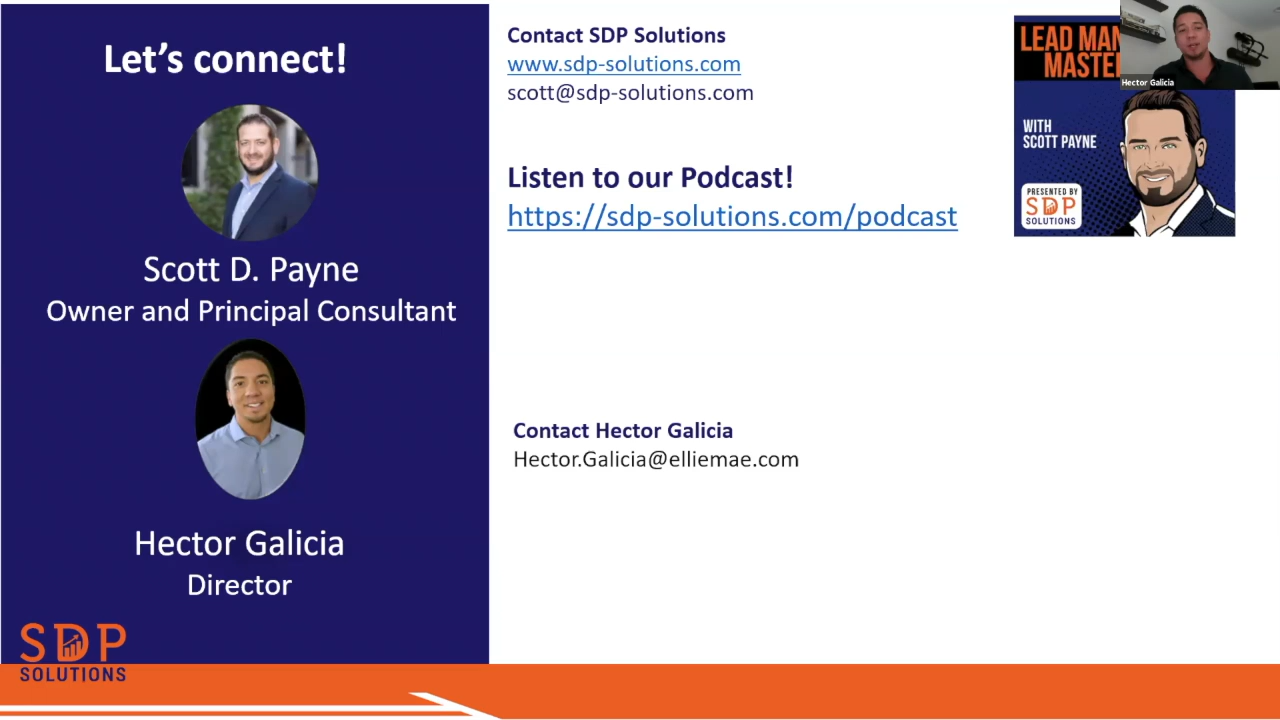 Let's connect!
Scott D. Payne
Owner and Principal Consultant
Hector Galicia
Director
SDP
SOLUTIONS
Contact SDP Solutions
www.sdp-solutions.com
scott@sdp-solutions.com
Listen to our Podcast!
https://sdp-solutions.com/podcast
Contact Hector Galicia
Hector.Galicia@elliemae.com
LEAD MAN
MASTE
WITH
SCOTT PAYNE
PRESENTED BY
SDP
SOLUTIONS
Hector Galicia